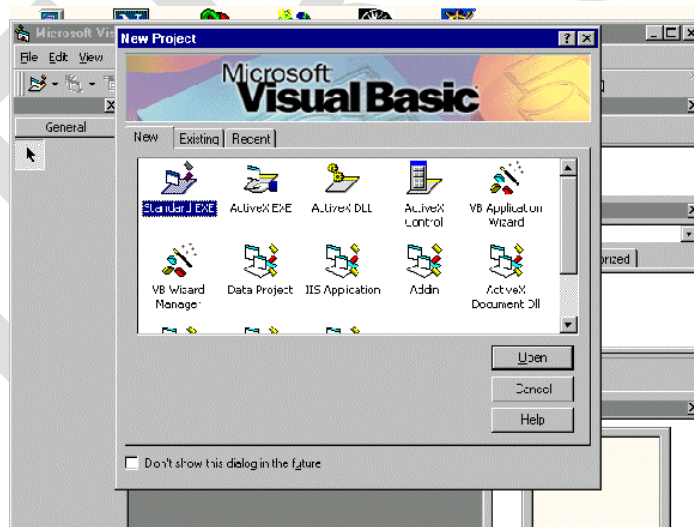 Microsoft Vis
New Project
File Edit View
Microsoft
Visual Basic
General
New Existing Recent
Standard EXE ActiveX EXE ActiveX DLL ActiveX Control VB Application Wizard
VB Wizard Manager Data Project IIS Application Addin ActiveX Document Dll
orized
Open
Cancel
Help
Don't show this dialog in the future